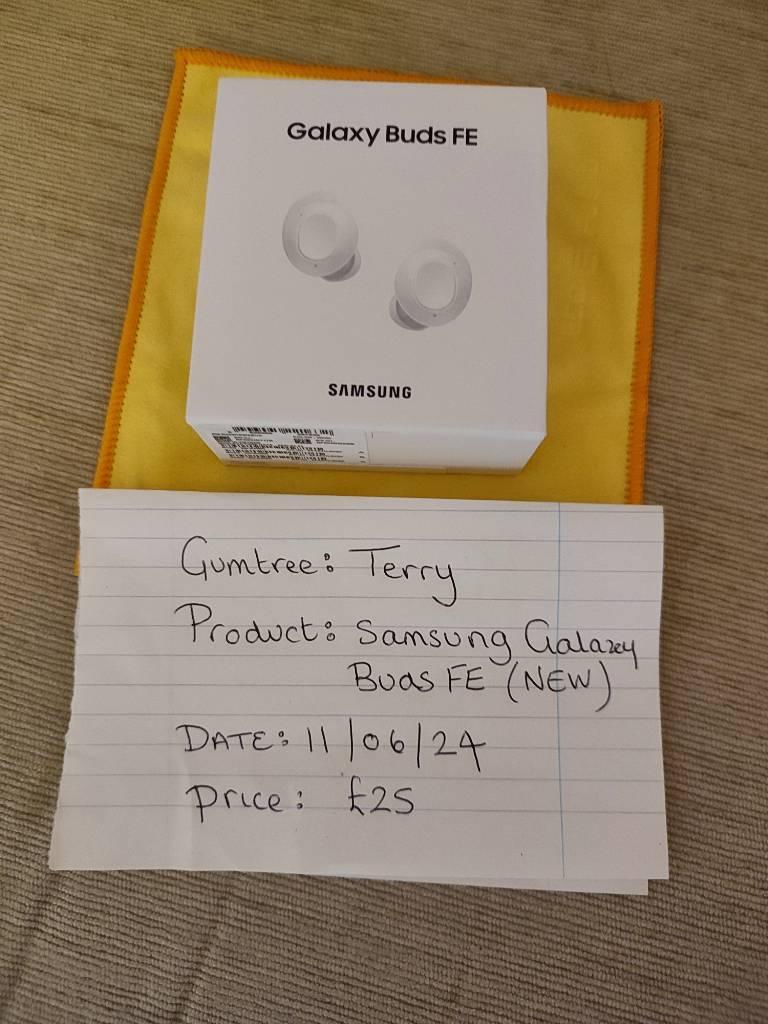 Galaxy Buds FE
SAMSUNG
Gumtree: Terry
Product: Samsung Galaxy
Buds FE (NEW)
DATE: 11/06/24
Price: £25